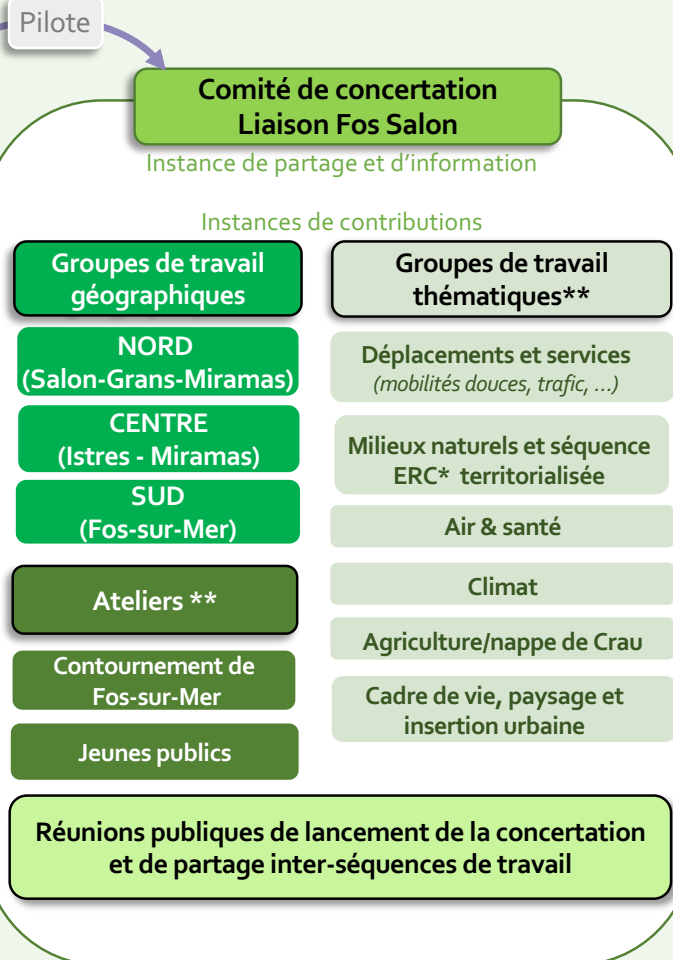 Pilote
Comité de concertation
Liaison Fos Salon
Instance de partage et d’information
Instances de contributions
Groupes de travail
géographiques
NORD
(Salon-Grans-Miramas)
CENTRE
(Istres - Miramas)
SUD
(Fos-sur-Mer)
Ateliers **
Contournement de
Fos-sur-Mer
Jeunes publics
Groupes de travail
thématiques**
Déplacements et services
(mobilités douces, trafic, …)
Milieux naturels et séquence
ERC* territorialisée
Air & santé
Climat
Agriculture/nappe de Crau
Cadre de vie, paysage et
insertion urbaine
Réunions publiques de lancement de la concertation
et de partage inter-séquences de travail